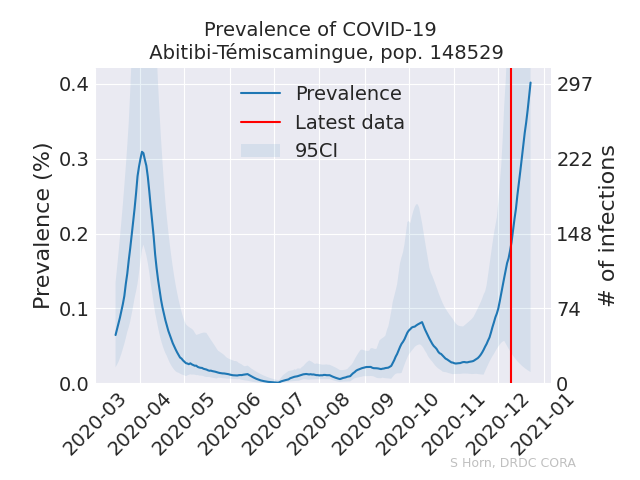 Prevalence of COVID-19
Abitibi-Témiscamingue, pop. 148529
Prevalence (%)
0.4
0.3
0.2
0.1
0.0
Prevalence
Latest data
95CI
297
222
148
74
0
# of infections
2020-03
2020-04
2020-05
2020-06
2020-07
2020-08
2020-09
2020-10
2020-11
2020-12
2021-01
S Horn, DRDC CORA